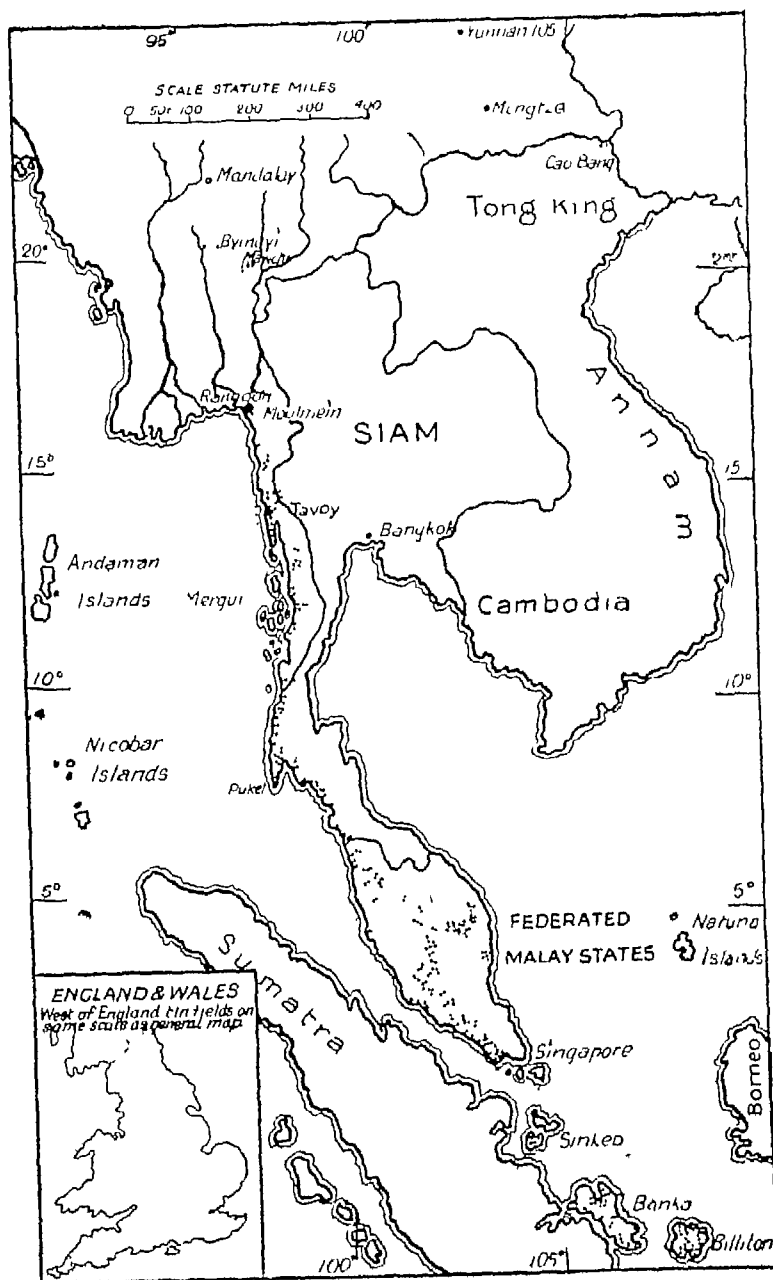 95° 100° Yunnan 105
SCALE STATUTE MILES
0 50 100 200 300 400
Mingtze
Cao Bang
Mandalay
Tong King
Byingyi
20°
Annam
Rangoon
Moulmein
SIAM
15° 15
Tavoy
Bangkok
Andaman
Islands
Mergui
Cambodia
10° 10°
Nicobar
Islands
Puket
5° 5°
FEDERATED
MALAY STATES
Natuna
Islands
Sumatra
ENGLAND & WALES
West of England tin fields on
same scale as general map
Singapore
Borneo
Sinkep
Banka
Billiton
100° 105°